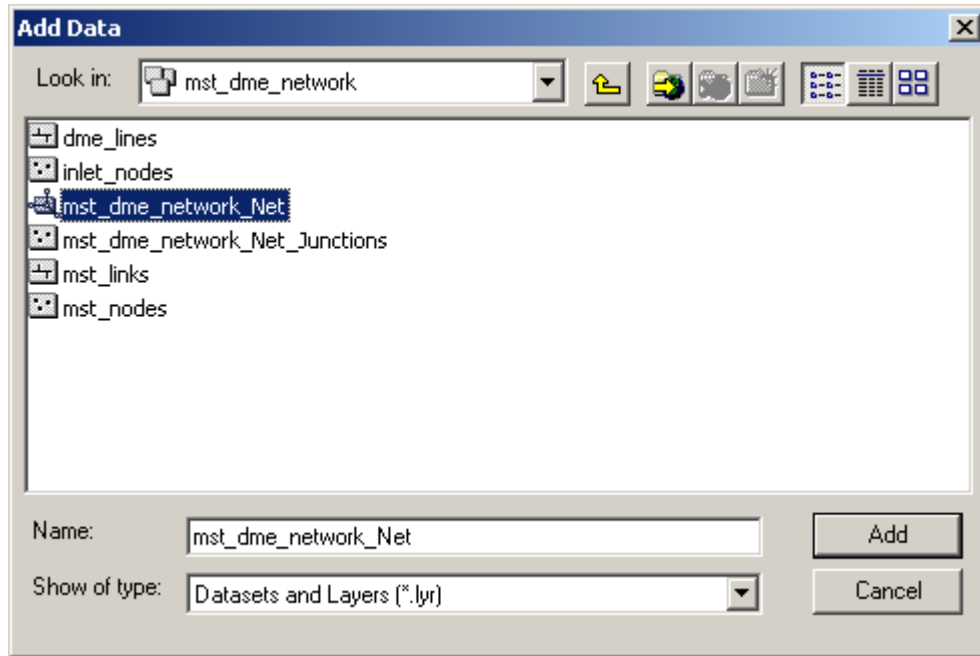 Add Data
Look in: mst_dme_network
dme_lines
inlet_nodes
mst_dme_network_Net
mst_dme_network_Net_Junctions
mst_links
mst_nodes
Name: mst_dme_network_Net Add
Show of type: Datasets and Layers (*.lyr) Cancel